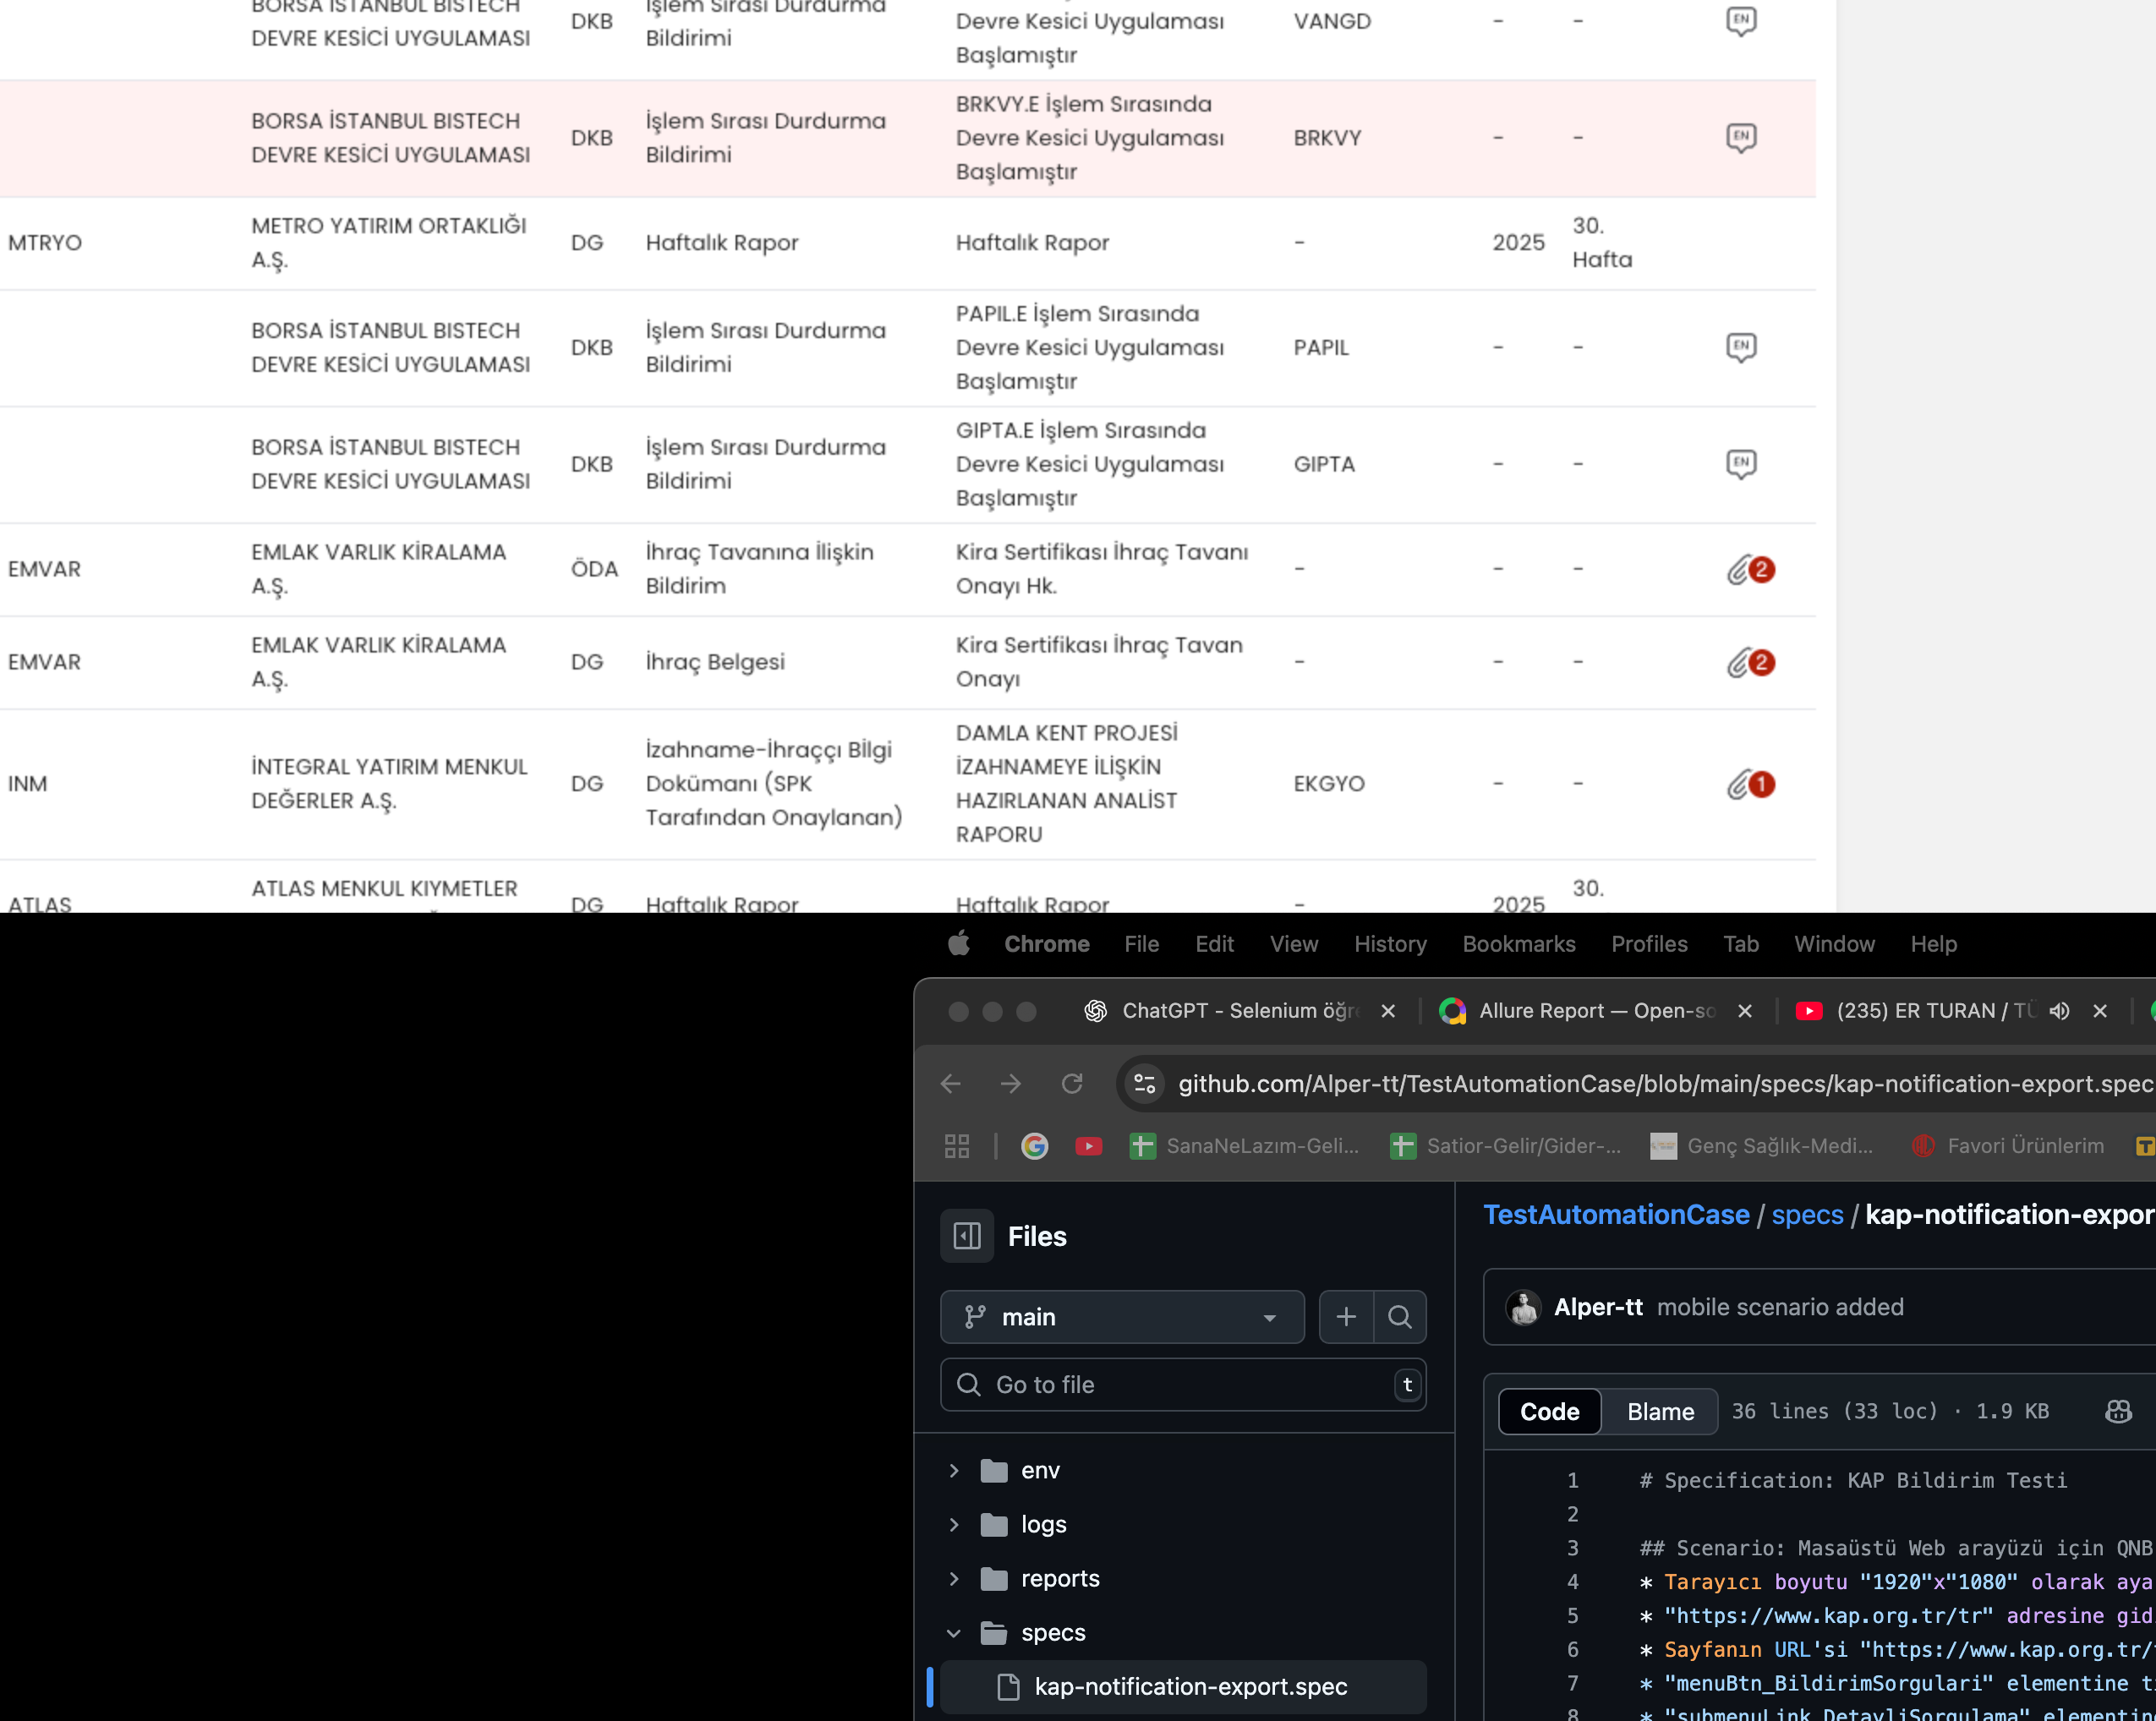 BORSA İSTANBUL BISTECH
DEVRE KESİCİ UYGULAMASI
DKB
İşlem Sırası Durdurma
Bildirimi
Devre Kesici Uygulaması
Başlamıştır
VANGD
-
-
EN
BORSA İSTANBUL BISTECH
DEVRE KESİCİ UYGULAMASI
DKB
İşlem Sırası Durdurma
Bildirimi
BRKVY.E İşlem Sırasında
Devre Kesici Uygulaması
Başlamıştır
BRKVY
-
-
EN
MTRYO
METRO YATIRIM ORTAKLIĞI
A.Ş.
DG
Haftalık Rapor
Haftalık Rapor
-
2025
30.
Hafta
BORSA İSTANBUL BISTECH
DEVRE KESİCİ UYGULAMASI
DKB
İşlem Sırası Durdurma
Bildirimi
PAPIL.E İşlem Sırasında
Devre Kesici Uygulaması
Başlamıştır
PAPIL
-
-
EN
BORSA İSTANBUL BISTECH
DEVRE KESİCİ UYGULAMASI
DKB
İşlem Sırası Durdurma
Bildirimi
GIPTA.E İşlem Sırasında
Devre Kesici Uygulaması
Başlamıştır
GIPTA
-
-
EN
EMVAR
EMLAK VARLIK KİRALAMA
A.Ş.
ÖDA
İhraç Tavanına İlişkin
Bildirim
Kira Sertifikası İhraç Tavanı
Onayı Hk.
-
-
-
2
EMVAR
EMLAK VARLIK KİRALAMA
A.Ş.
DG
İhraç Belgesi
Kira Sertifikası İhraç Tavan
Onayı
-
-
-
2
INM
İNTEGRAL YATIRIM MENKUL
DEĞERLER A.Ş.
DG
İzahname-İhraççı Bilgi
Dokümanı (SPK
Tarafından Onaylanan)
DAMLA KENT PROJESİ
İZAHNAMEYE İLİŞKİN
HAZIRLANAN ANALİST
RAPORU
EKGYO
-
-
1
ATLAS
ATLAS MENKUL KIYMETLER
DG
Haftalık Rapor
Haftalık Rapor
-
2025
30.
Chrome File Edit View History Bookmarks Profiles Tab Window Help
ChatGPT - Selenium öğre
Allure Report — Open-so
(235) ER TURAN / TÜ
github.com/Alper-tt/TestAutomationCase/blob/main/specs/kap-notification-export.spec
SanaNeLazım-Geli...
Satior-Gelir/Gider-...
Genç Sağlık-Medi...
Favori Ürünlerim
Files
main
Go to file
t
env
logs
reports
specs
kap-notification-export.spec
TestAutomationCase / specs / kap-notification-expor
Alper-tt mobile scenario added
Code Blame 36 lines (33 loc) · 1.9 KB
1 # Specification: KAP Bildirim Testi
2
3 ## Scenario: Masaüstü Web arayüzü için QNB
4 * Tarayıcı boyutu "1920"x"1080" olarak aya
5 * "https://www.kap.org.tr/tr" adresine gid
6 * Sayfanın URL'si "https://www.kap.org.tr/
7 * "menuBtn_BildirimSorgulari" elementine t
8 * "submenuLink_DetayliSorgulama" elementin